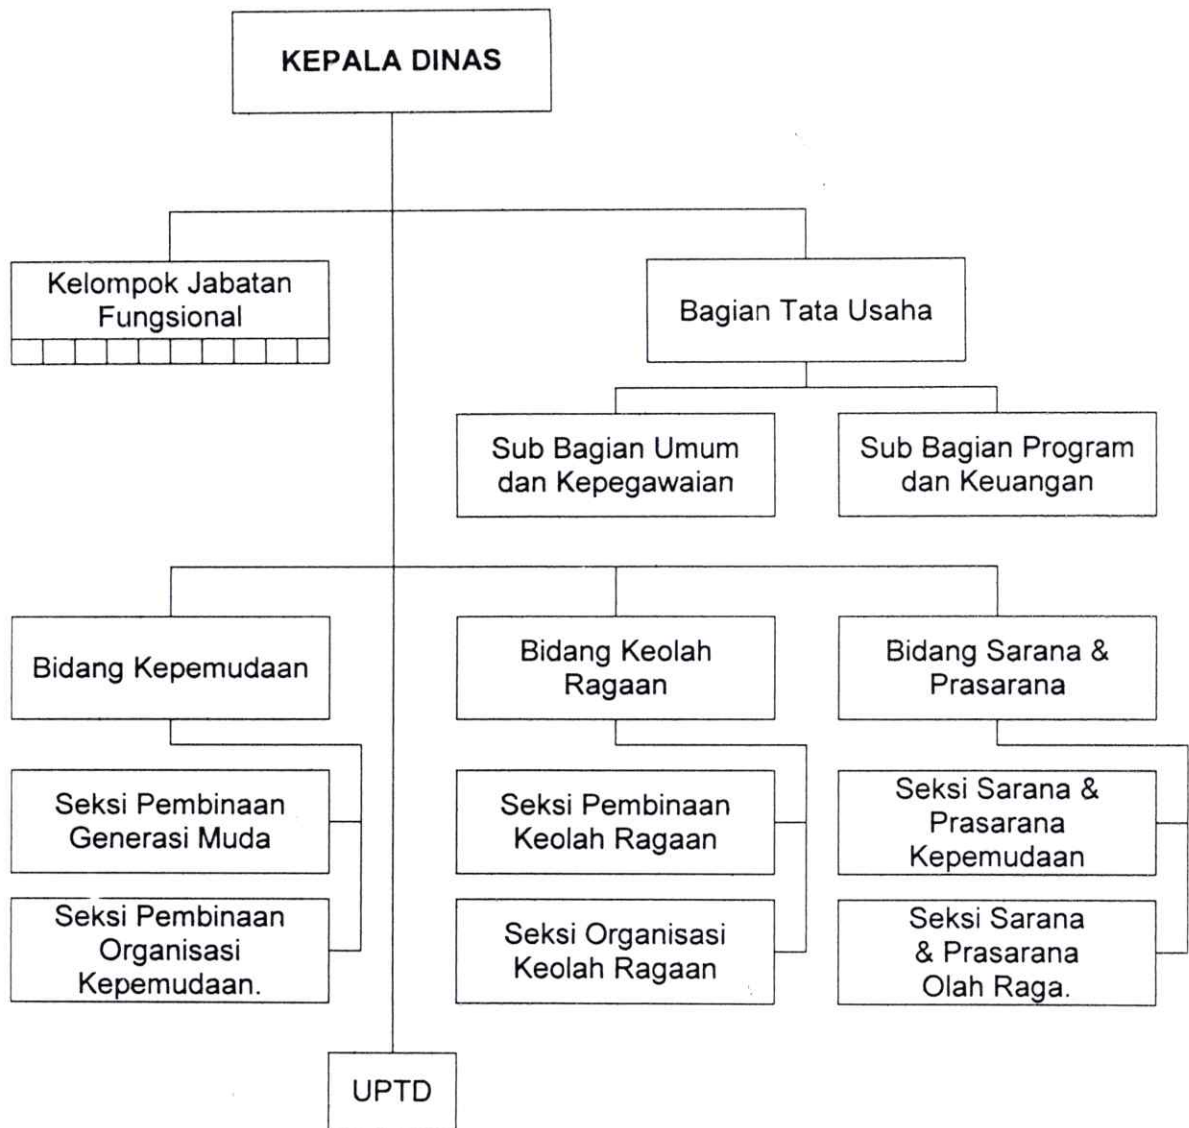 KEPALA DINAS
Kelompok Jabatan
Fungsional
Bagian Tata Usaha
Sub Bagian Umum
dan Kepegawaian
Sub Bagian Program
dan Keuangan
Bidang Kepemudaan
Bidang Keolah
Ragaan
Bidang Sarana &
Prasarana
Seksi Pembinaan
Generasi Muda
Seksi Pembinaan
Keolah Ragaan
Seksi Sarana &
Prasarana
Kepemudaan
Seksi Pembinaan
Organisasi
Kepemudaan.
Seksi Organisasi
Keolah Ragaan
Seksi Sarana
& Prasarana
Olah Raga.
UPTD